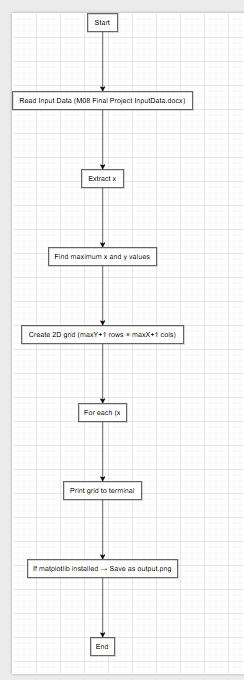 Start
Read Input Data (M08 Final Project InputData.docx)
Extract x
Find maximum x and y values
Create 2D grid (maxY+1 rows × maxX+1 cols)
For each (x
Print grid to terminal
If matplotlib installed → Save as output.png
End